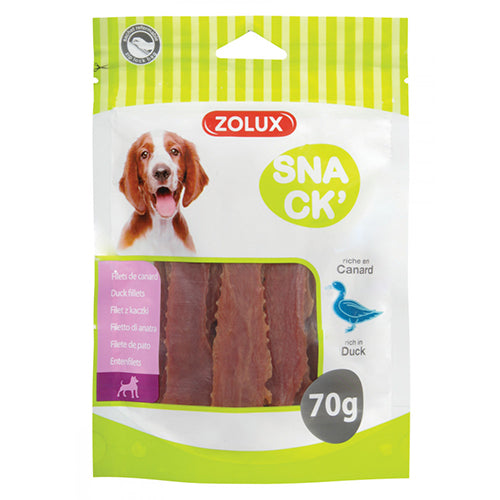 ZOLUX
SNA
CK'
riche en
Canard
rich in
Duck
Filets de canard
Duck fillets
Filet z kaczki
Filetto di anatra
Filete de pato
Entenfilets
70g